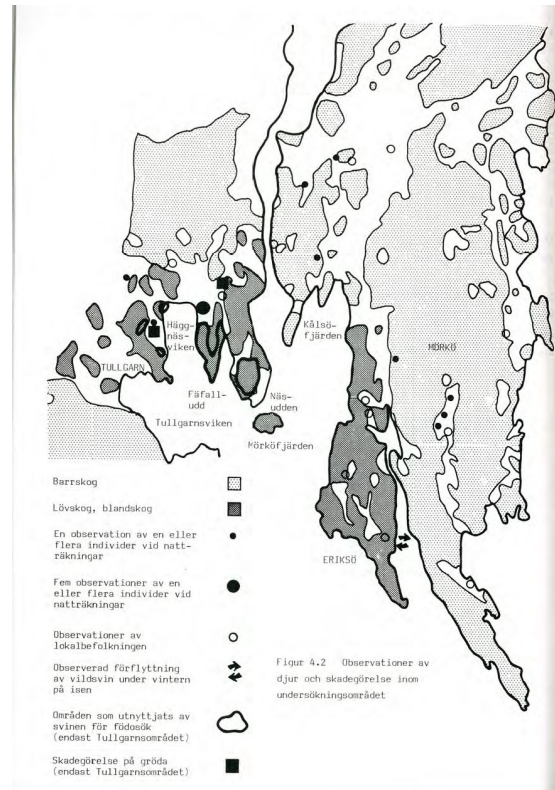 Kålsö-
fjärden
MÖRKÖ
Hägg-
näs-
viken
TULLGARN
Fäfall-
udd
Näs-
udden
Tullgarnsviken
Mörköfjärden
ERIKSÖ
Barrskog
Lövskog, blandskog
En observation av en eller
flera individer vid natt-
räkningar
Fem observationer av en
eller flera individer vid
natträkningar
Observationer av
lokalbefolkningen
Observerad förflyttning
av vildsvin under vintern
på isen
Områden som utnyttjats av
svinen för födosök
(endast Tullgarnsområdet)
Skadegörelse på gröda
(endast Tullgarnsområdet)
Figur 4.2 Observationer av
djur och skadegörelse inom
undersökningsområdet